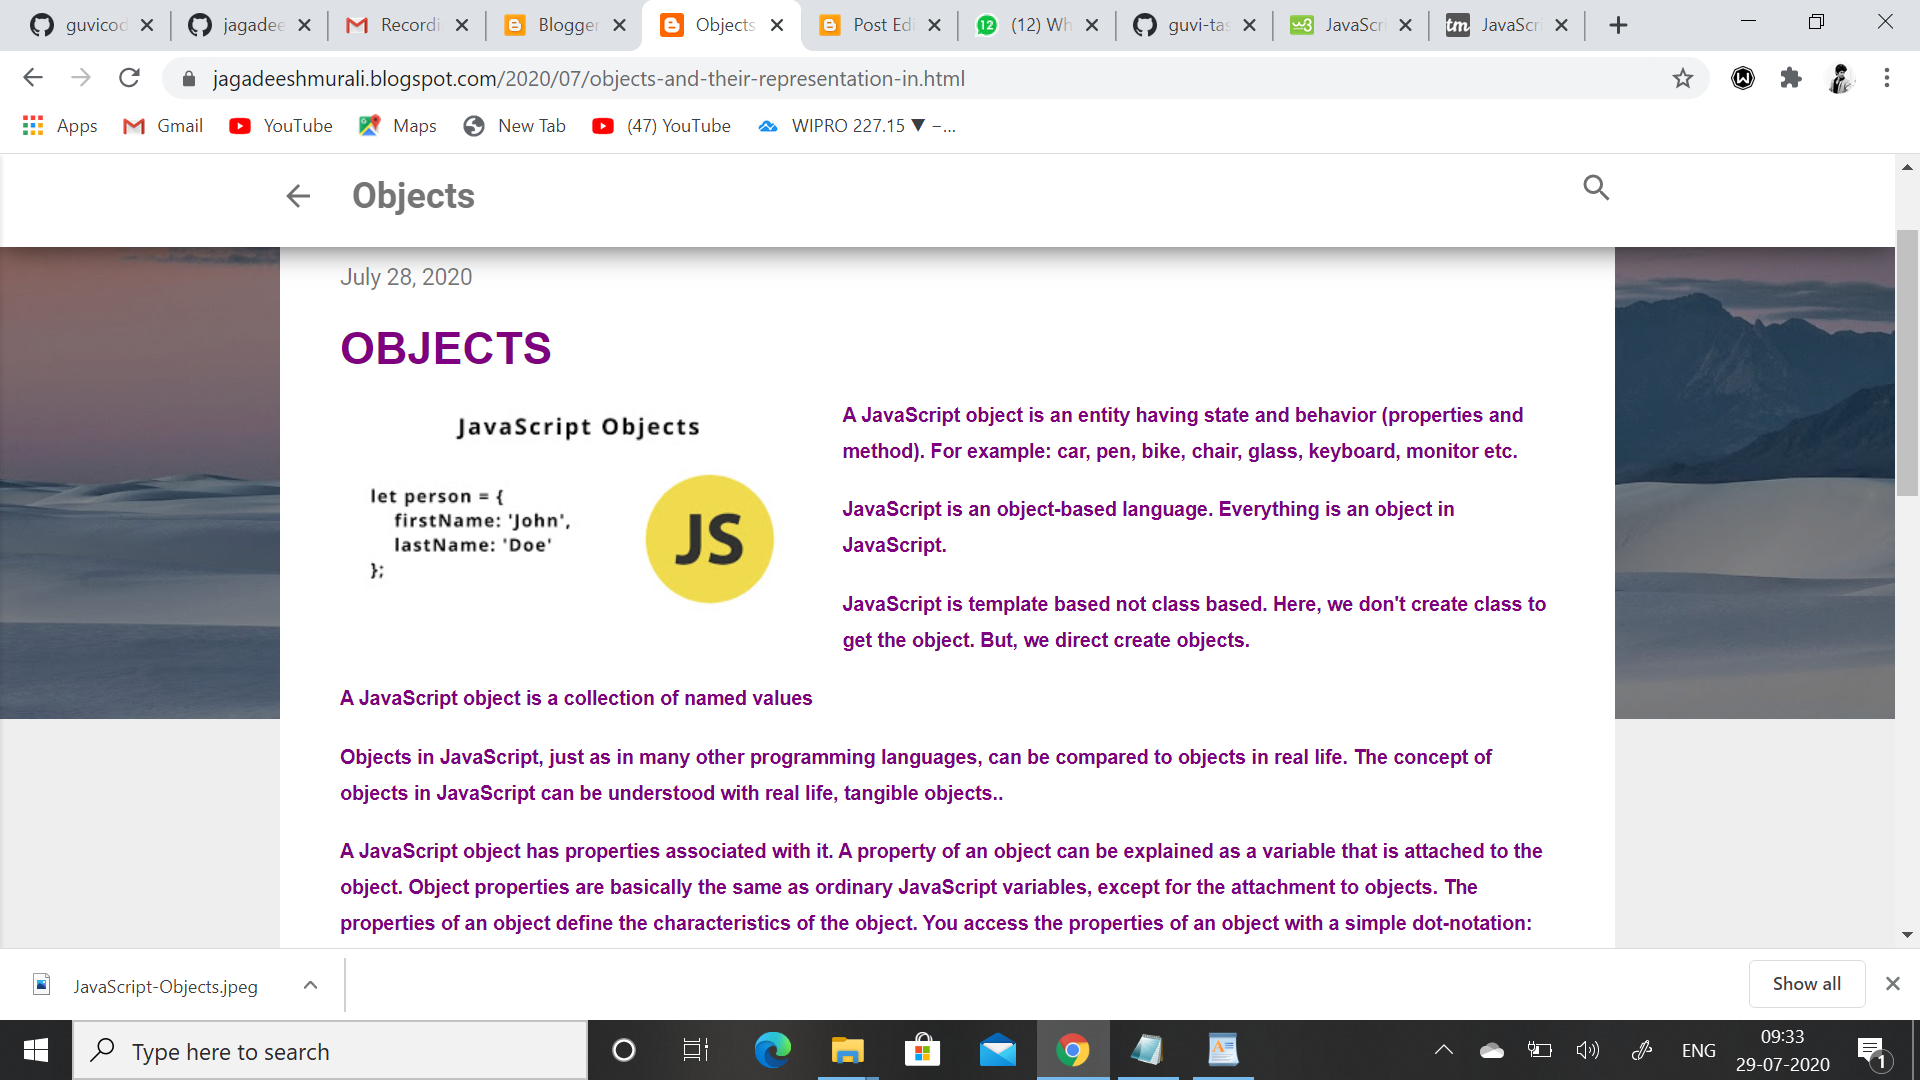 guvicod
jagadee
Recordi
Blogger
Objects
Post Edi
12
(12) Wh
guvi-tas
w3
JavaScri
tm
JavaScri
jagadeeshmurali.blogspot.com/2020/07/objects-and-their-representation-in.html
Apps
Gmail
YouTube
Maps
New Tab
(47) YouTube
WIPRO 227.15 ▼ −...
Objects
July 28, 2020
OBJECTS
JavaScript Objects
let person = {
firstName: 'John',
lastName: 'Doe'
};
JS
A JavaScript object is an entity having state and behavior (properties and
method). For example: car, pen, bike, chair, glass, keyboard, monitor etc.
JavaScript is an object-based language. Everything is an object in
JavaScript.
JavaScript is template based not class based. Here, we don't create class to
get the object. But, we direct create objects.
A JavaScript object is a collection of named values
Objects in JavaScript, just as in many other programming languages, can be compared to objects in real life. The concept of
objects in JavaScript can be understood with real life, tangible objects..
A JavaScript object has properties associated with it. A property of an object can be explained as a variable that is attached to the
object. Object properties are basically the same as ordinary JavaScript variables, except for the attachment to objects. The
properties of an object define the characteristics of the object. You access the properties of an object with a simple dot-notation:
JavaScript-Objects.jpeg
Show all
Type here to search
ENG
09:33
29-07-2020
1